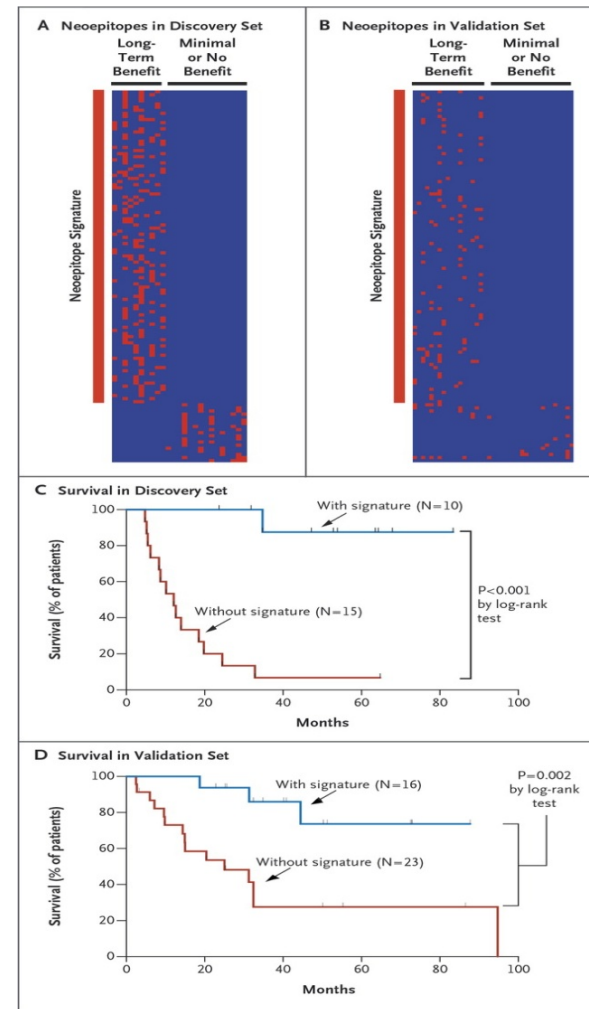 A Neoepitopes in Discovery Set
Long-Term Benefit
Minimal or No Benefit
Neoepitope Signature
B Neoepitopes in Validation Set
Long-Term Benefit
Minimal or No Benefit
Neoepitope Signature
C Survival in Discovery Set
100
80
60
40
20
0
Survival (% of patients)
With signature (N=10)
Without signature (N=15)
P<0.001
by log-rank
test
0 20 40 60 80 100
Months
D Survival in Validation Set
100
80
60
40
20
0
Survival (% of patients)
With signature (N=16)
Without signature (N=23)
P=0.002
by log-rank
test
0 20 40 60 80 100
Months